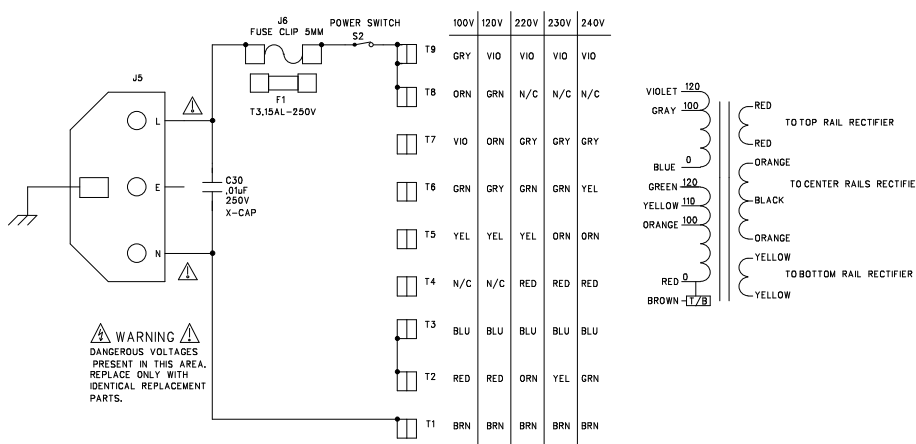 J6
FUSE CLIP 5MM
POWER SWITCH
S2
F1
T3.15AL-250V
J5
L
E
N
C30
.01uF
250V
X-CAP
WARNING
DANGEROUS VOLTAGES
PRESENT IN THIS AREA.
REPLACE ONLY WITH
IDENTICAL REPLACEMENT
PARTS.
100V 120V 220V 230V 240V
T9 GRY VIO VIO VIO VIO
T8 ORN GRN N/C N/C N/C
T7 VIO ORN GRY GRY GRY
T6 GRN GRY GRN GRN YEL
T5 YEL YEL YEL ORN ORN
T4 N/C N/C RED RED RED
T3 BLU BLU BLU BLU BLU
T2 RED RED ORN YEL GRN
T1 BRN BRN BRN BRN BRN
VIOLET 120
GRAY 100
BLUE 0
GREEN 120
YELLOW 110
ORANGE 100
RED 0
BROWN T/B
RED
TO TOP RAIL RECTIFIER
RED
ORANGE
TO CENTER RAILS RECTIFIE
BLACK
ORANGE
YELLOW
TO BOTTOM RAIL RECTIFIER
YELLOW